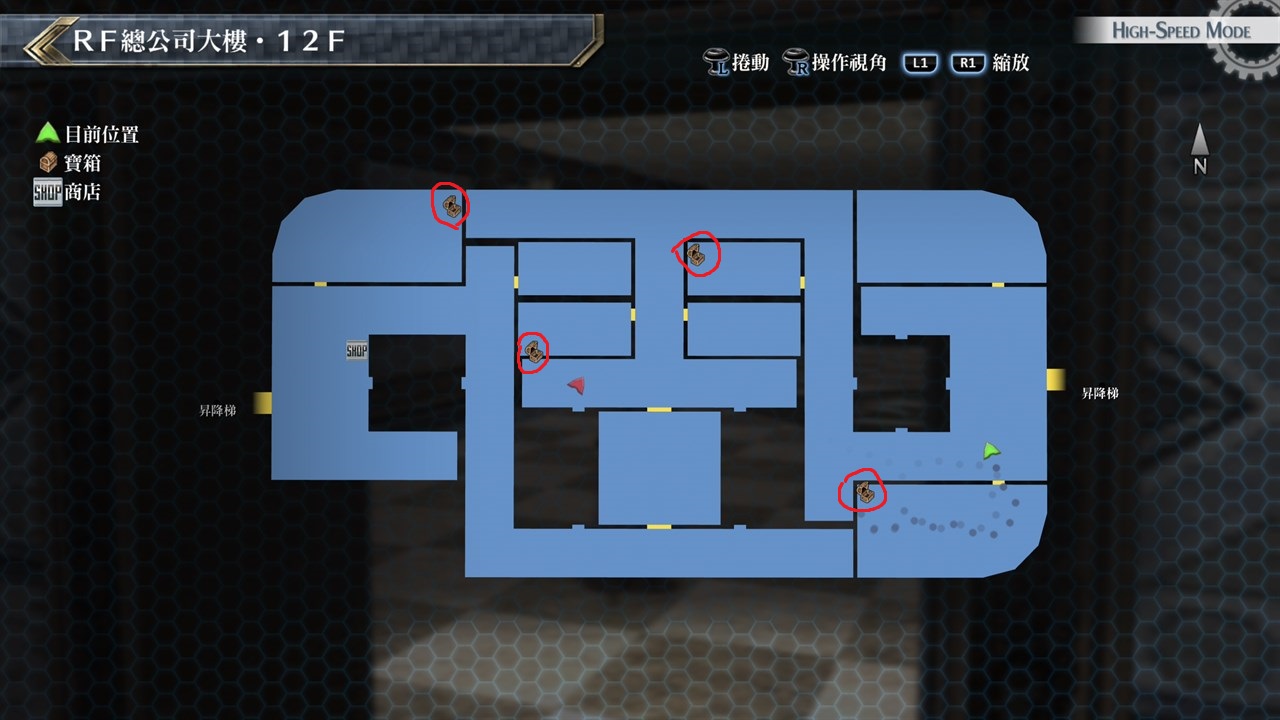 RF總公司大樓・12F
HIGH-SPEED MODE
L 捲動 R 操作視角 L1 R1 縮放
目前位置
寶箱
SHOP 商店
N
SHOP
昇降梯
昇降梯